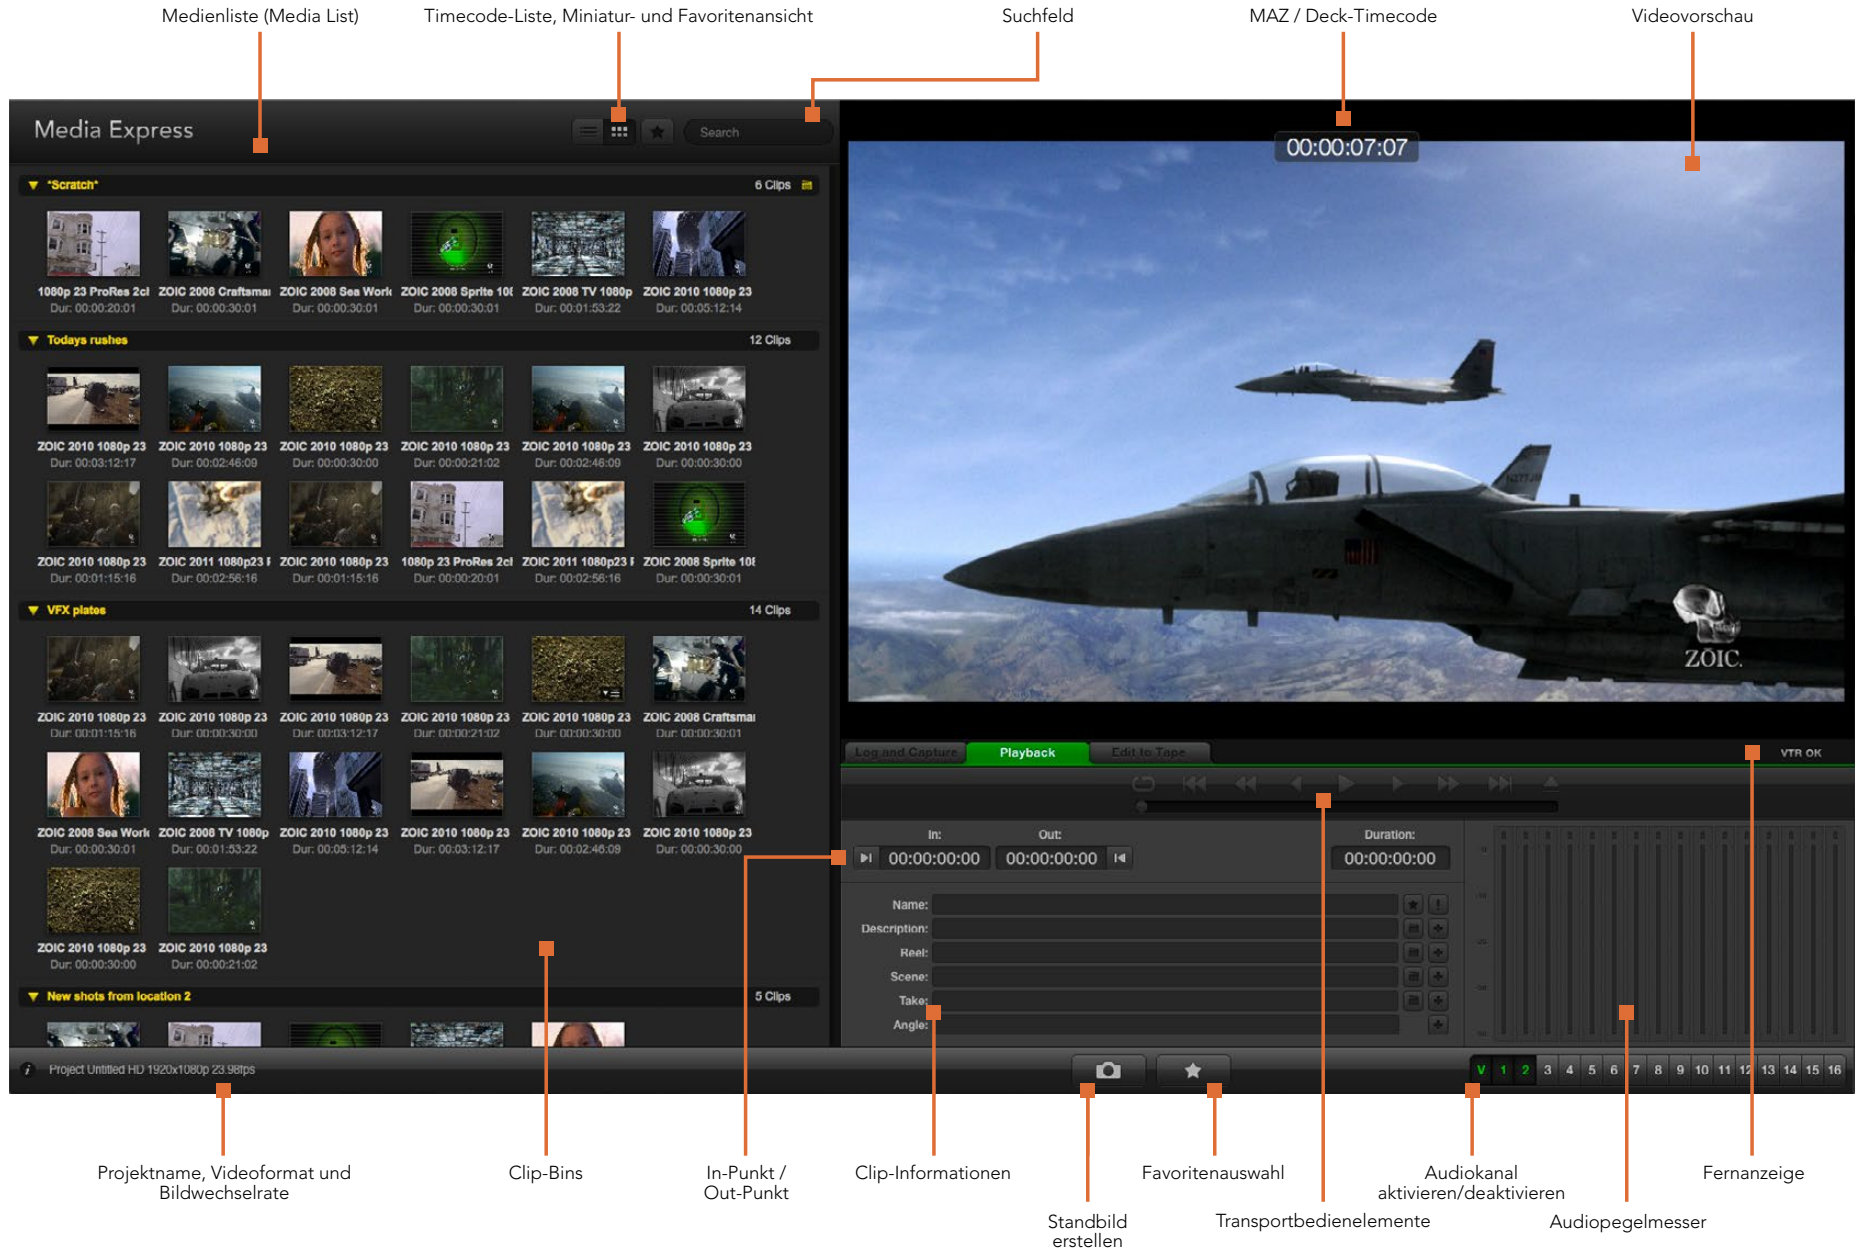 Medienliste (Media List)
Timecode-Liste, Miniatur- und Favoritenansicht
Suchfeld
MAZ / Deck-Timecode
Videovorschau
Media Express
Search
00:00:07:07
*Scratch*
6 Clips
1080p 23 ProRes 2cl
ZOIC 2008 Craftsmai
ZOIC 2008 Sea Worl
ZOIC 2008 Sprite 108
ZOIC 2008 TV 1080p
ZOIC 2010 1080p 23
Dur: 00:00:20:01
Dur: 00:00:30:01
Dur: 00:00:30:01
Dur: 00:00:30:01
Dur: 00:01:53:22
Dur: 00:05:12:14
Todays rushes
12 Clips
ZOIC 2010 1080p 23
ZOIC 2010 1080p 23
ZOIC 2010 1080p 23
ZOIC 2010 1080p 23
ZOIC 2010 1080p 23
ZOIC 2010 1080p 23
Dur: 00:03:12:17
Dur: 00:02:46:09
Dur: 00:00:30:00
Dur: 00:00:21:02
Dur: 00:02:46:09
Dur: 00:00:30:00
ZOIC 2010 1080p 23
ZOIC 2011 1080p23 F
ZOIC 2010 1080p 23
1080p 23 ProRes 2cl
ZOIC 2011 1080p23 F
ZOIC 2008 Sprite 108
Dur: 00:01:15:16
Dur: 00:02:56:16
Dur: 00:01:15:16
Dur: 00:00:20:01
Dur: 00:02:56:16
Dur: 00:00:30:01
VFX plates
14 Clips
ZOIC 2010 1080p 23
ZOIC 2010 1080p 23
ZOIC 2010 1080p 23
ZOIC 2010 1080p 23
ZOIC 2010 1080p 23
ZOIC 2008 Craftsmai
Dur: 00:01:15:16
Dur: 00:00:30:00
Dur: 00:03:12:17
Dur: 00:00:21:02
Dur: 00:00:30:00
Dur: 00:00:30:01
ZOIC 2008 Sea Worl
ZOIC 2008 TV 1080p
ZOIC 2010 1080p 23
ZOIC 2010 1080p 23
ZOIC 2010 1080p 23
ZOIC 2010 1080p 23
Dur: 00:00:30:01
Dur: 00:01:53:22
Dur: 00:05:12:14
Dur: 00:03:12:17
Dur: 00:02:46:09
Dur: 00:00:30:00
ZOIC 2010 1080p 23
ZOIC 2010 1080p 23
Dur: 00:00:30:00
Dur: 00:00:21:02
New shots from location 2
5 Clips
Project Untitled HD 1920x1080p 23.98fps
ZOIC.
Log and Capture
Playback
Edit to Tape
VTR OK
In:
Out:
Duration:
00:00:00:00
00:00:00:00
00:00:00:00
Name:
Description:
Reel:
Scene:
Take:
Angle:
V 1 2 3 4 5 6 7 8 9 10 11 12 13 14 15 16
Projektname, Videoformat und
Bildwechselrate
Clip-Bins
In-Punkt /
Out-Punkt
Clip-Informationen
Standbild
erstellen
Favoritenauswahl
Transportbedienelemente
Audiokanal
aktivieren/deaktivieren
Audiopegelmesser
Fernanzeige